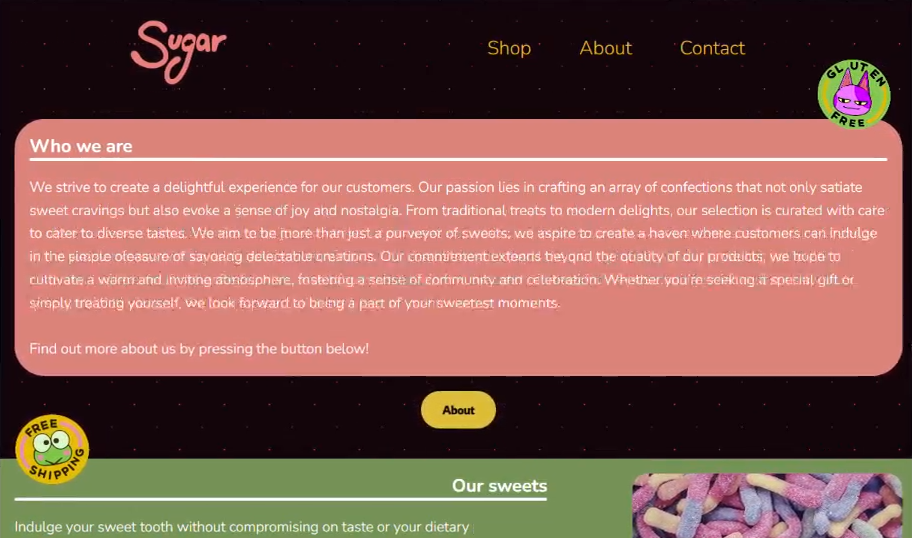 Sugar
Shop About Contact
GLUTEN FREE
Who we are
We strive to create a delightful experience for our customers. Our passion lies in crafting an array of confections that not only satiate
sweet cravings but also evoke a sense of joy and nostalgia. From traditional treats to modern delights, our selection is curated with care
to cater to diverse tastes. We aim to be more than just a purveyor of sweets; we aspire to create a haven where customers can indulge
in the simple pleasure of savoring delectable creations. Our commitment extends beyond the quality of our products; we hope to
cultivate a warm and inviting atmosphere, fostering a sense of community and celebration. Whether you're seeking a special gift or
simply treating yourself, we look forward to being a part of your sweetest moments.
Find out more about us by pressing the button below!
About
FREE SHIPPING
Our sweets
Indulge your sweet tooth without compromising on taste or your dietary